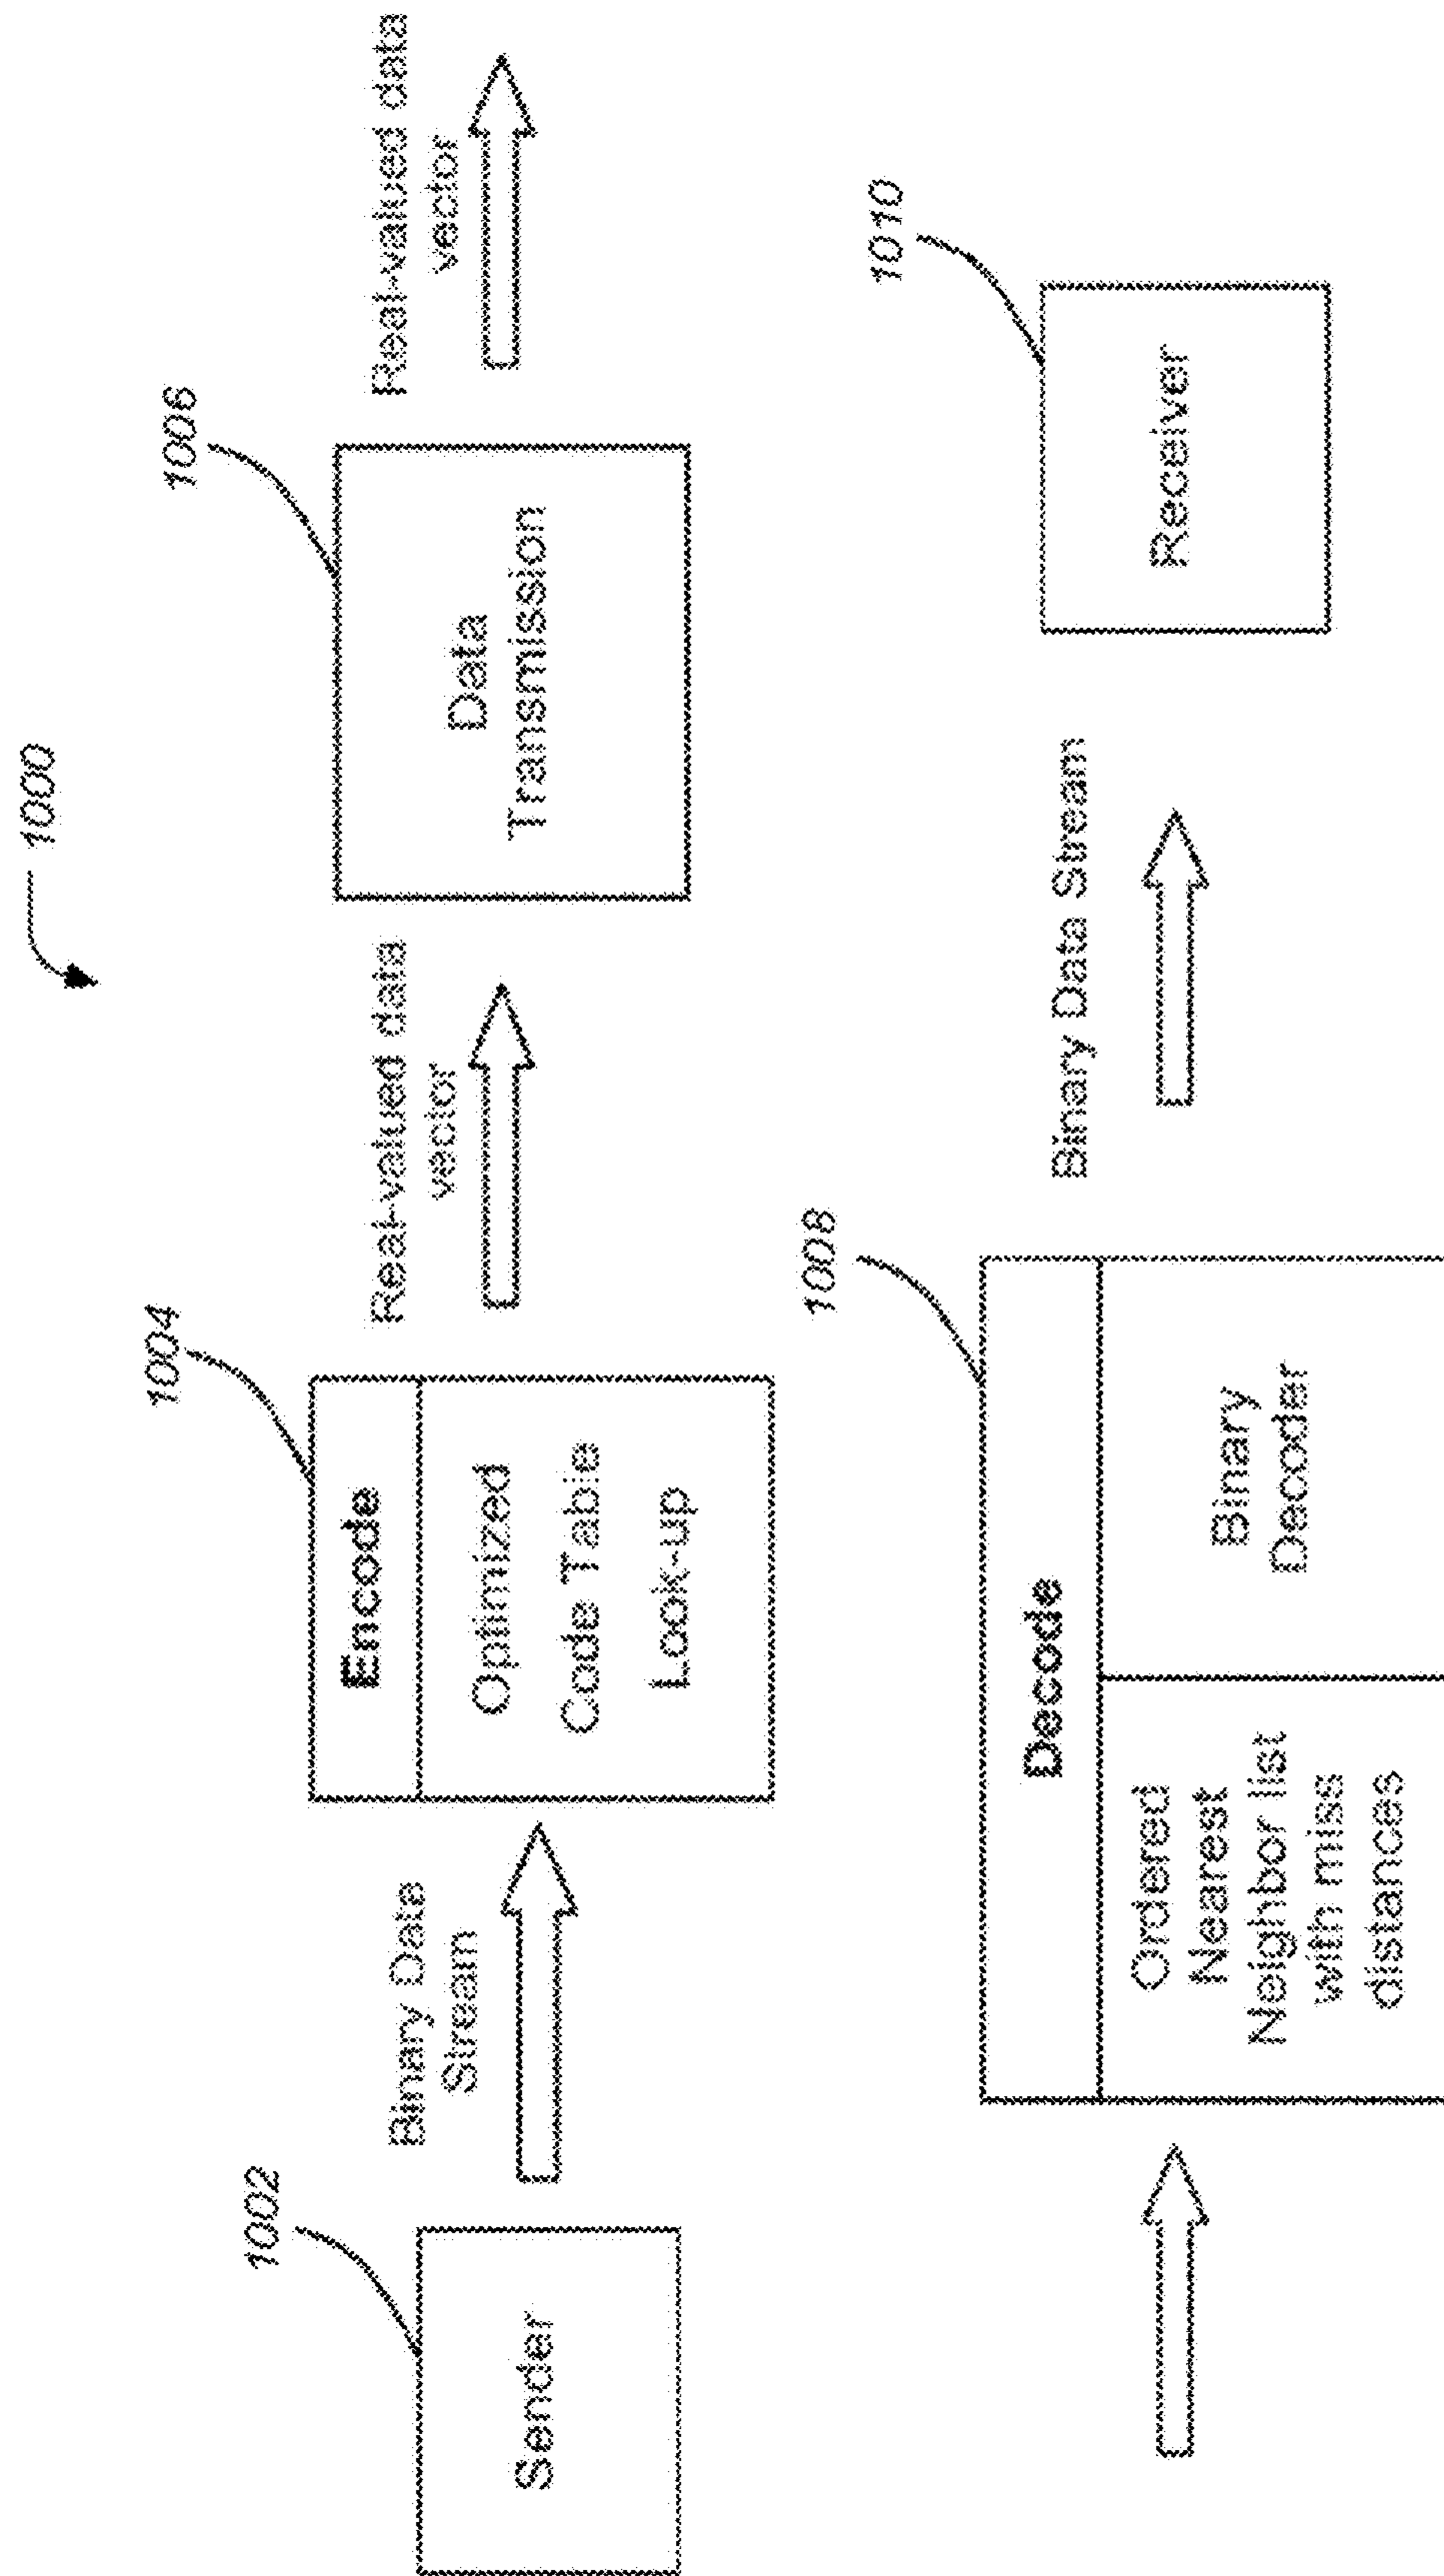 1000
1002
Sender
Binary Data
Stream
1004
Encode
Optimized
Code Table
Look-up
Real-valued data
vector
1006
Data
Transmission
Real-valued data
vector
1008
Decode
Ordered
Nearest
Neighbor list
with miss
distances
Binary
Decoder
Binary Data Stream
1010
Receiver